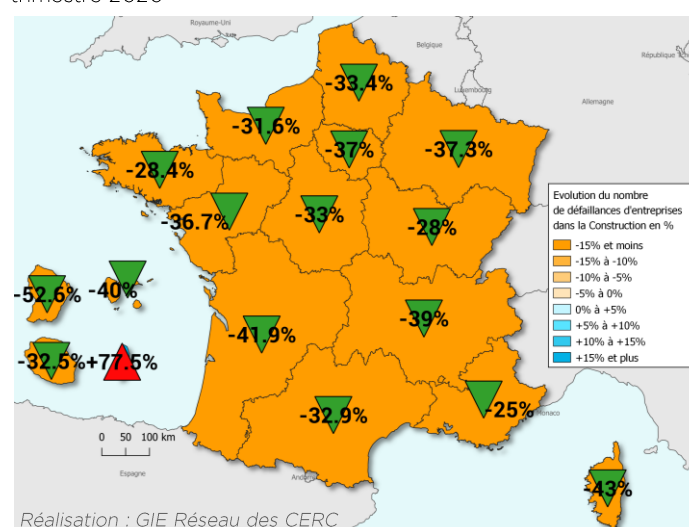 trimestre 2020
Royaume-Uni
Belgique
République
Luxembourg
Allemagne
-33.4%
-31.6%
-37%
-37.3%
-28.4%
-36.7%
-33%
-28%
Evolution du nombre
de défaillances d'entreprises
dans la Construction en %
-15% et moins
-15% à -10%
-10% à -5%
-5% à 0%
0% à +5%
+5% à +10%
+10% à +15%
+15% et plus
-52.6%
-40%
-39%
-41.9%
-32.5%
+77.5%
-32.9%
-25%
Monaco
0 50 100 km
Espagne
-43%
Réalisation : GIE Réseau des CERC